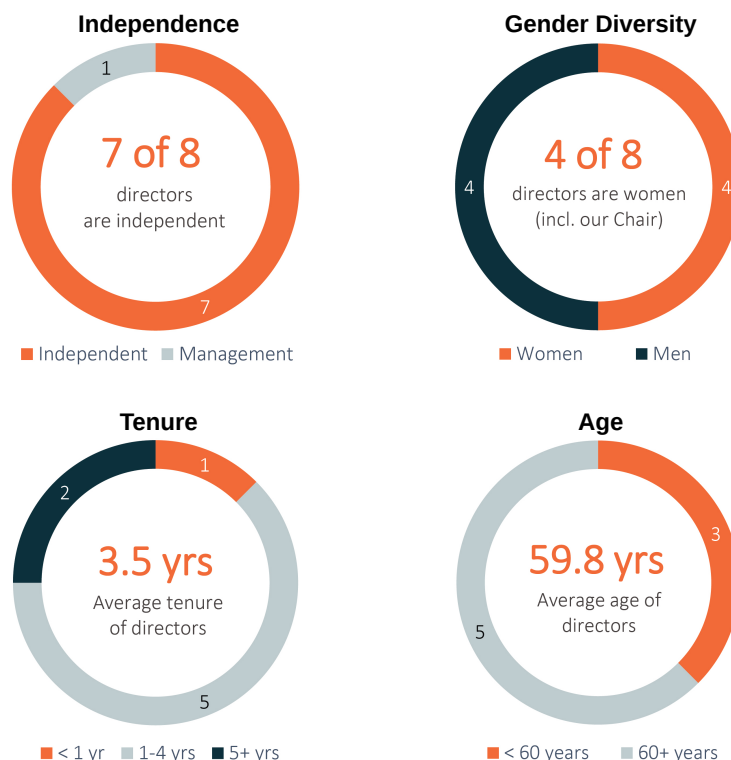 Independence
1
7 of 8
directors
are independent
7
Independent Management
Gender Diversity
4
4 of 8
directors are women
(incl. our Chair)
4
Women Men
Tenure
1
2
3.5 yrs
Average tenure
of directors
5
< 1 yr 1-4 yrs 5+ yrs
Age
3
59.8 yrs
Average age of
directors
5
< 60 years 60+ years